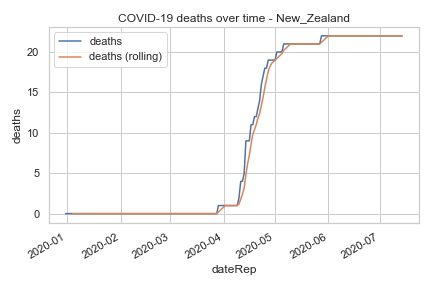 COVID-19 deaths over time - New_Zealand
deaths
deaths (rolling)
deaths
20
15
10
5
0
2020-01
2020-02
2020-03
2020-04
2020-05
2020-06
2020-07
dateRep